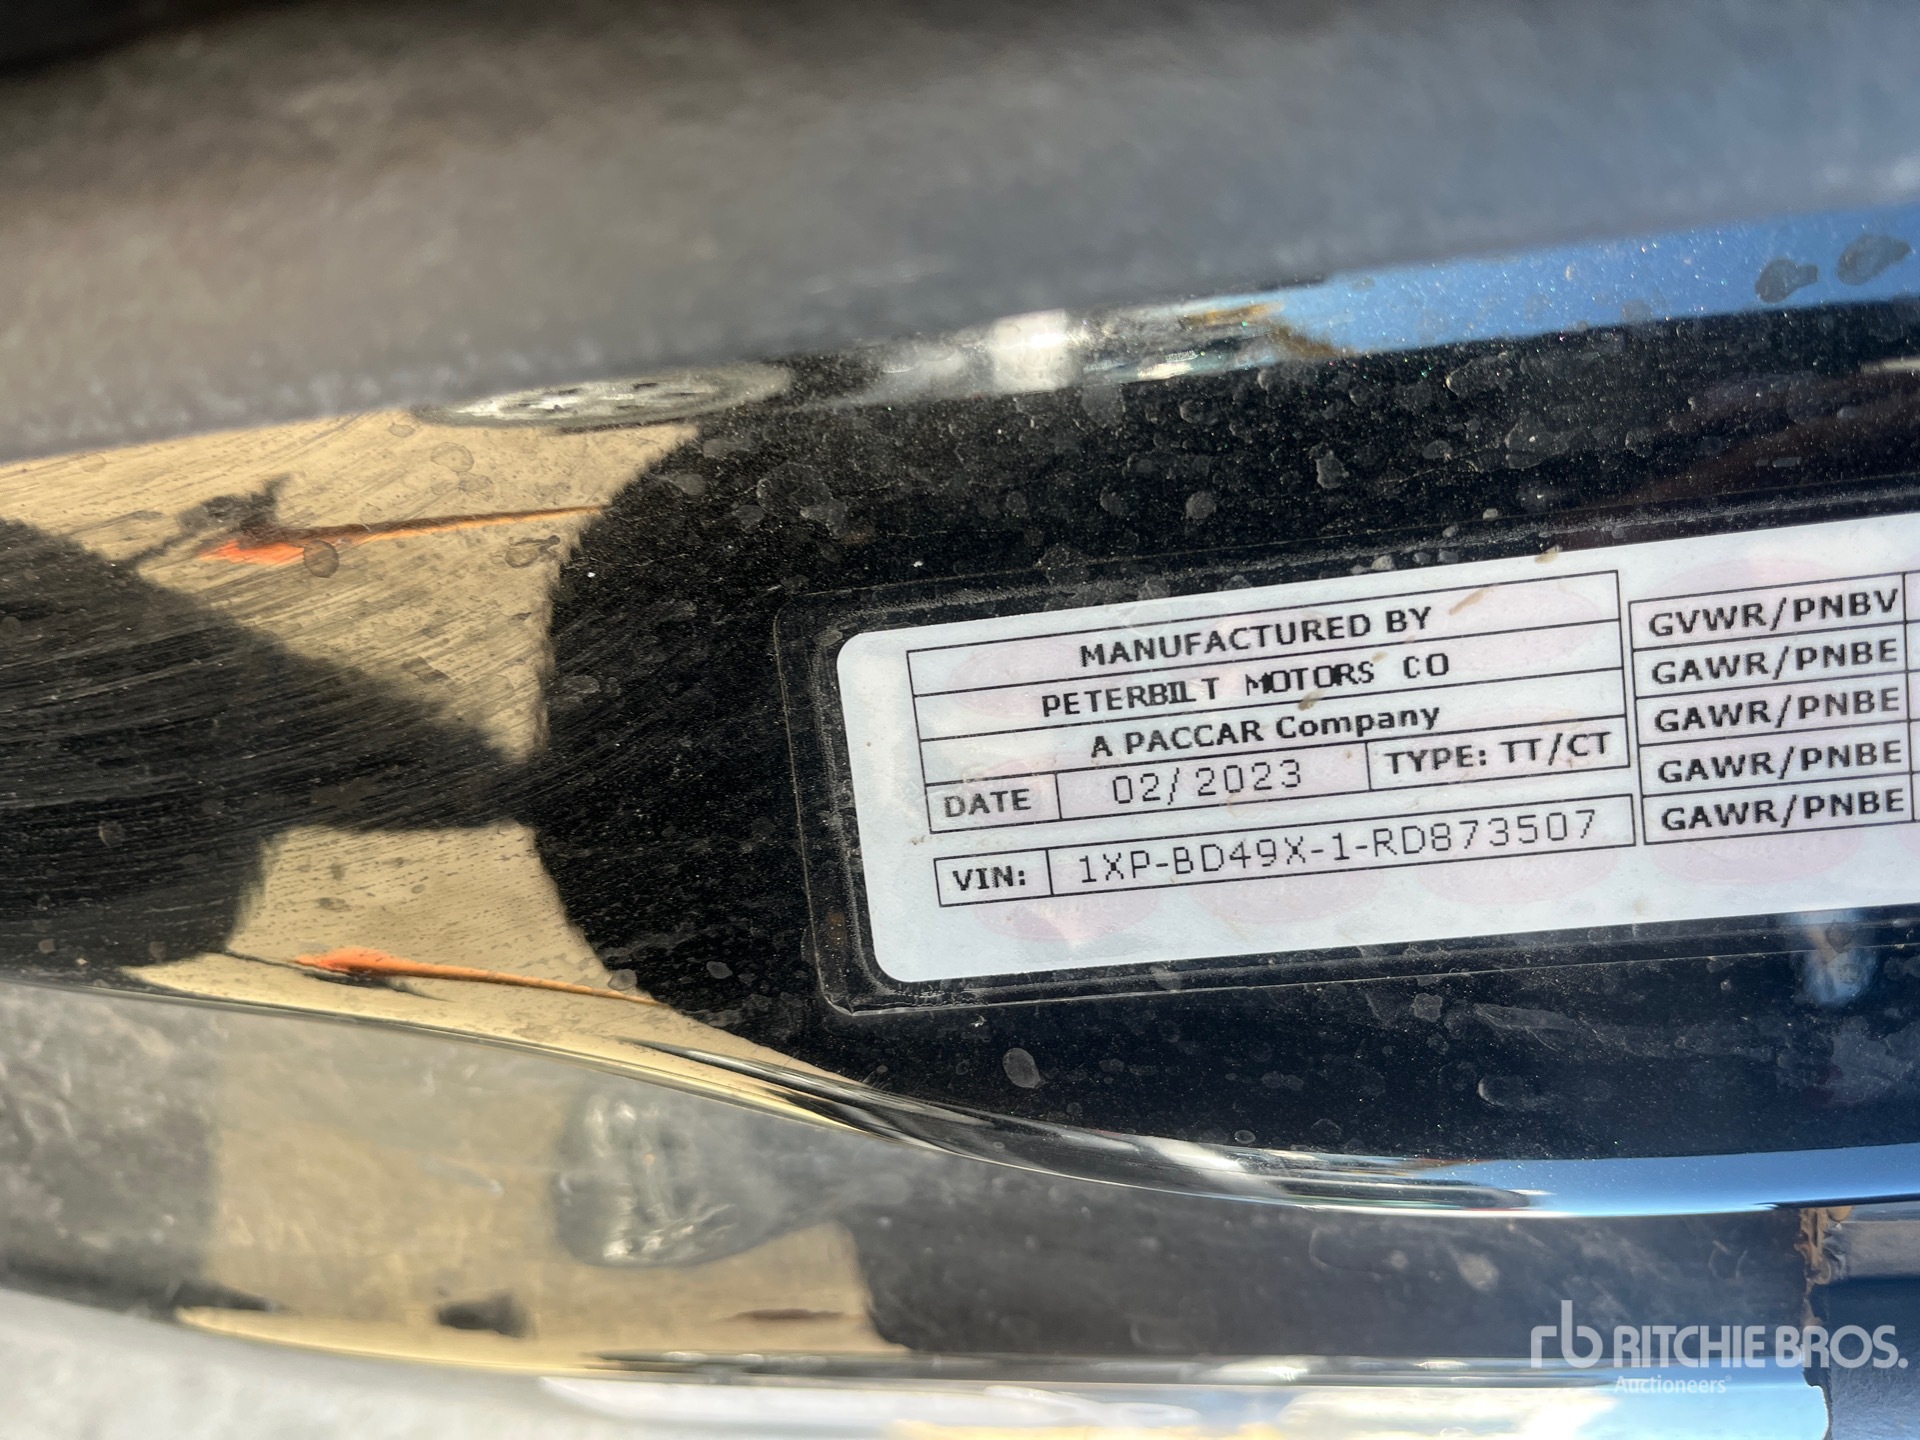 MANUFACTURED BY
PETERBILT MOTORS CO
A PACCAR Company
DATE 02/2023 TYPE: TT/CT
VIN: 1XP-BD49X-1-RD873507
GVWR/PNBV
GAWR/PNBE
GAWR/PNBE
GAWR/PNBE
GAWR/PNBE
rb RITCHIE BROS.
Auctioneers